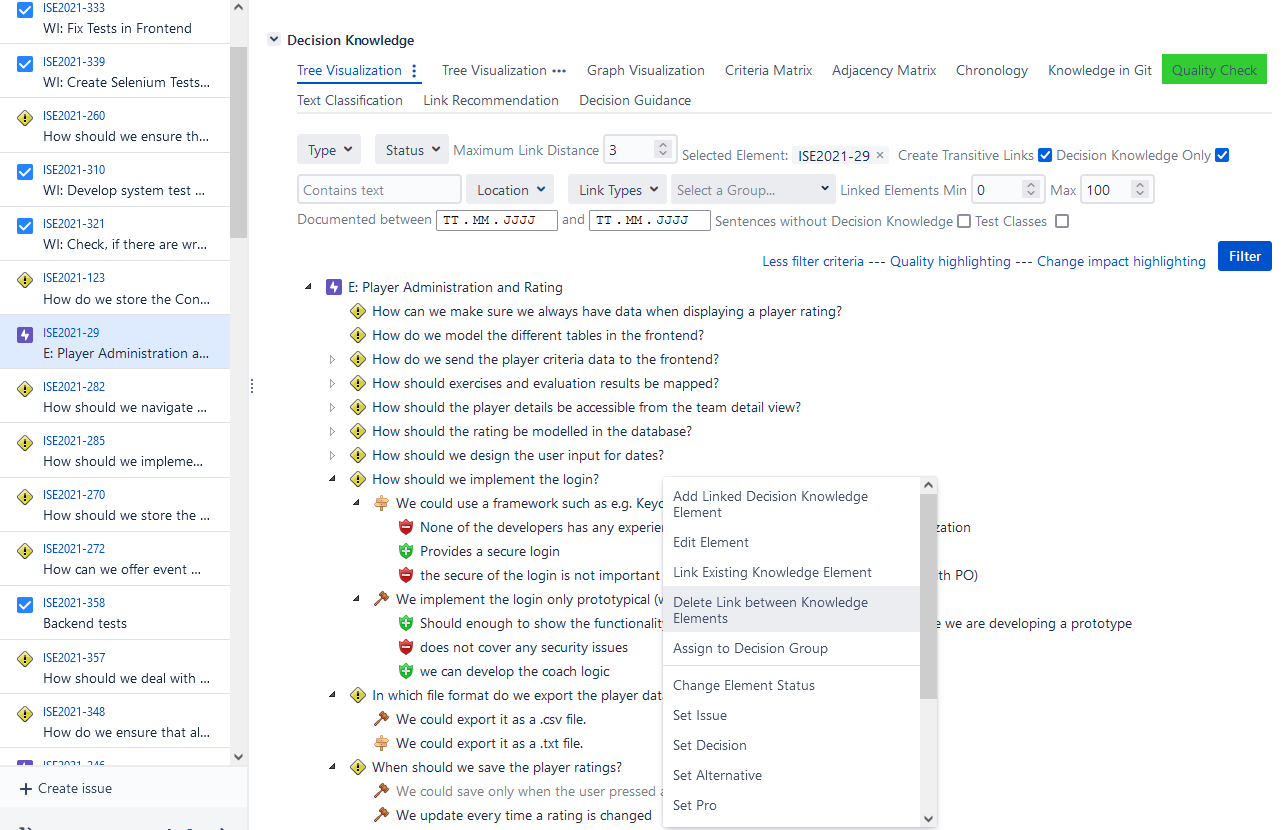 ISE2021-333
WI: Fix Tests in Frontend
ISE2021-339
WI: Create Selenium Tests...
ISE2021-260
How should we ensure th...
ISE2021-310
WI: Develop system test ...
ISE2021-321
WI: Check, if there are wr...
ISE2021-123
How do we store the Con...
ISE2021-29
E: Player Administration a...
ISE2021-282
How should we navigate ...
ISE2021-285
How should we impleme...
ISE2021-270
How should we store the ...
ISE2021-272
How can we offer event ...
ISE2021-358
Backend tests
ISE2021-357
How should we deal with ...
ISE2021-348
How do we ensure that al...
ISE2021-346
+ Create issue
Decision Knowledge
Tree Visualization Tree Visualization ••• Graph Visualization Criteria Matrix Adjacency Matrix Chronology Knowledge in Git Quality Check
Text Classification Link Recommendation Decision Guidance
Type Status Maximum Link Distance 3 Selected Element: ISE2021-29 × Create Transitive Links Decision Knowledge Only
Contains text Location Link Types Select a Group... Linked Elements Min 0 Max 100
Documented between TT.MM.JJJJ and TT.MM.JJJJ Sentences without Decision Knowledge Test Classes
Less filter criteria --- Quality highlighting --- Change impact highlighting Filter
E: Player Administration and Rating
How can we make sure we always have data when displaying a player rating?
How do we model the different tables in the frontend?
How do we send the player criteria data to the frontend?
How should exercises and evaluation results be mapped?
How should the player details be accessible from the team detail view?
How should the rating be modelled in the database?
How should we design the user input for dates?
How should we implement the login?
We could use a framework such as e.g. Keyc
None of the developers has any experie zation
Provides a secure login
the secure of the login is not important th PO)
We implement the login only prototypical (w
Should enough to show the functionality e we are developing a prototype
does not cover any security issues
we can develop the coach logic
In which file format do we export the player dat
We could export it as a .csv file.
We could export it as a .txt file.
When should we save the player ratings?
We could save only when the user pressed a
We update every time a rating is changed
Add Linked Decision Knowledge
Element
Edit Element
Link Existing Knowledge Element
Delete Link between Knowledge
Elements
Assign to Decision Group
Change Element Status
Set Issue
Set Decision
Set Alternative
Set Pro